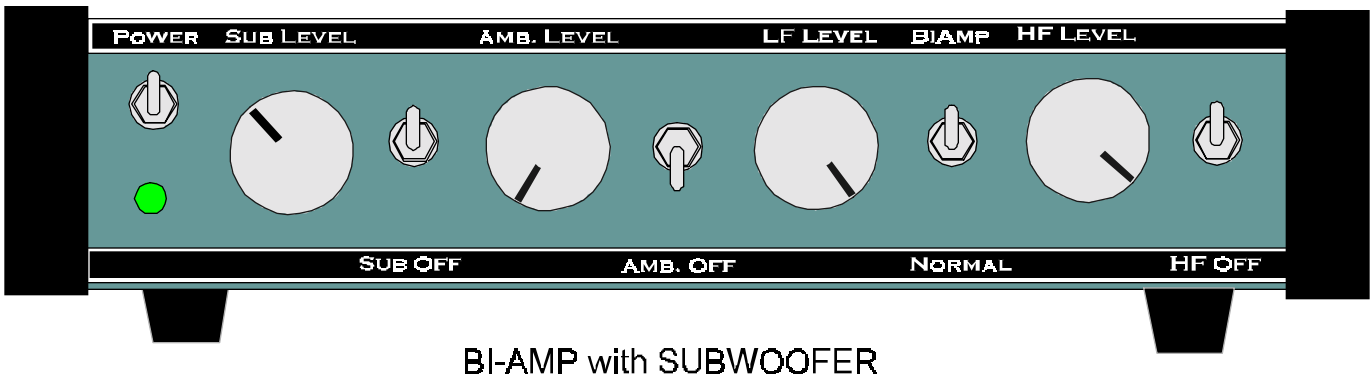 POWER SUB LEVEL AMB. LEVEL LF LEVEL BIAMP HF LEVEL
SUB OFF AMB. OFF NORMAL HF OFF
BI-AMP with SUBWOOFER